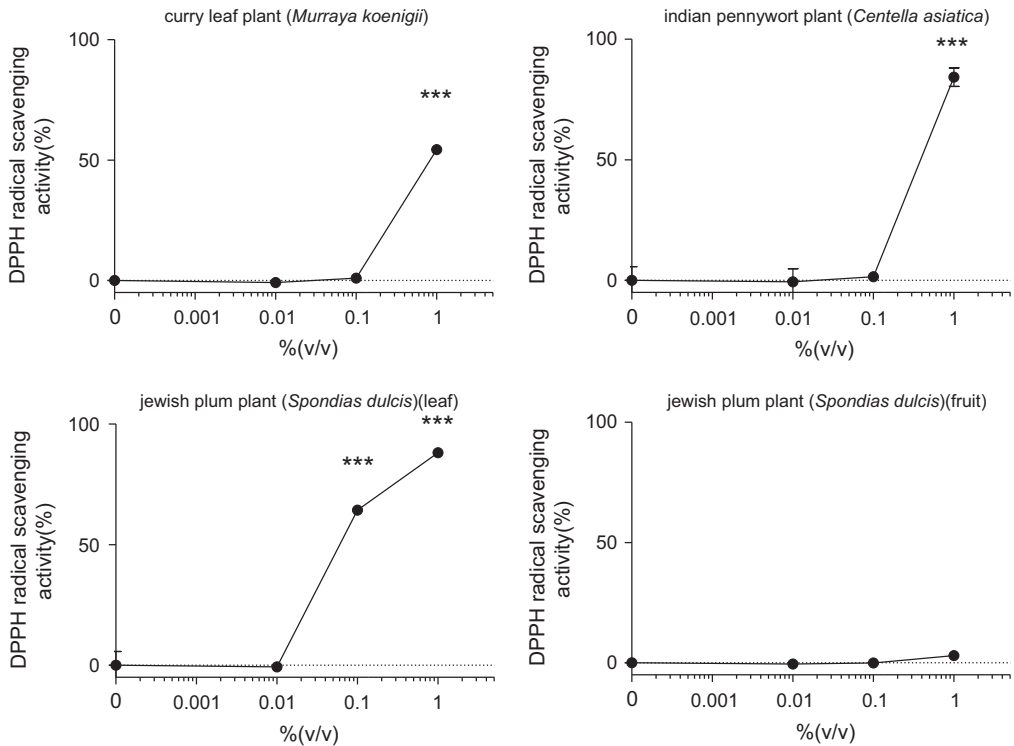 curry leaf plant (Murraya koenigii)
100
***
50
0
DPPH radical scavenging
activity(%)
0 0.001 0.01 0.1 1
%(v/v)
indian pennywort plant (Centella asiatica)
100
***
50
0
DPPH radical scavenging
activity(%)
0 0.001 0.01 0.1 1
%(v/v)
jewish plum plant (Spondias dulcis)(leaf)
100
***
***
50
0
DPPH radical scavenging
activity(%)
0 0.001 0.01 0.1 1
%(v/v)
jewish plum plant (Spondias dulcis)(fruit)
100
50
0
DPPH radical scavenging
activity(%)
0 0.001 0.01 0.1 1
%(v/v)